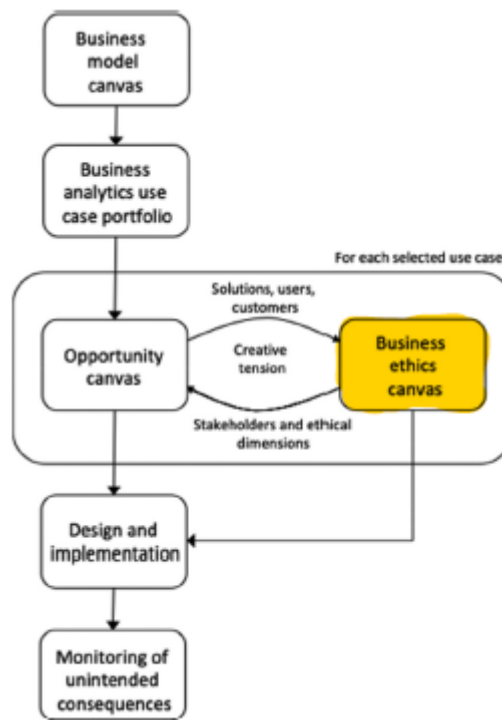 Business
model
canvas
Business
analytics use
case portfolio
For each selected use case
Solutions, users,
customers
Opportunity
canvas
Creative
tension
Business
ethics
canvas
Stakeholders and ethical
dimensions
Design and
implementation
Monitoring of
unintended
consequences